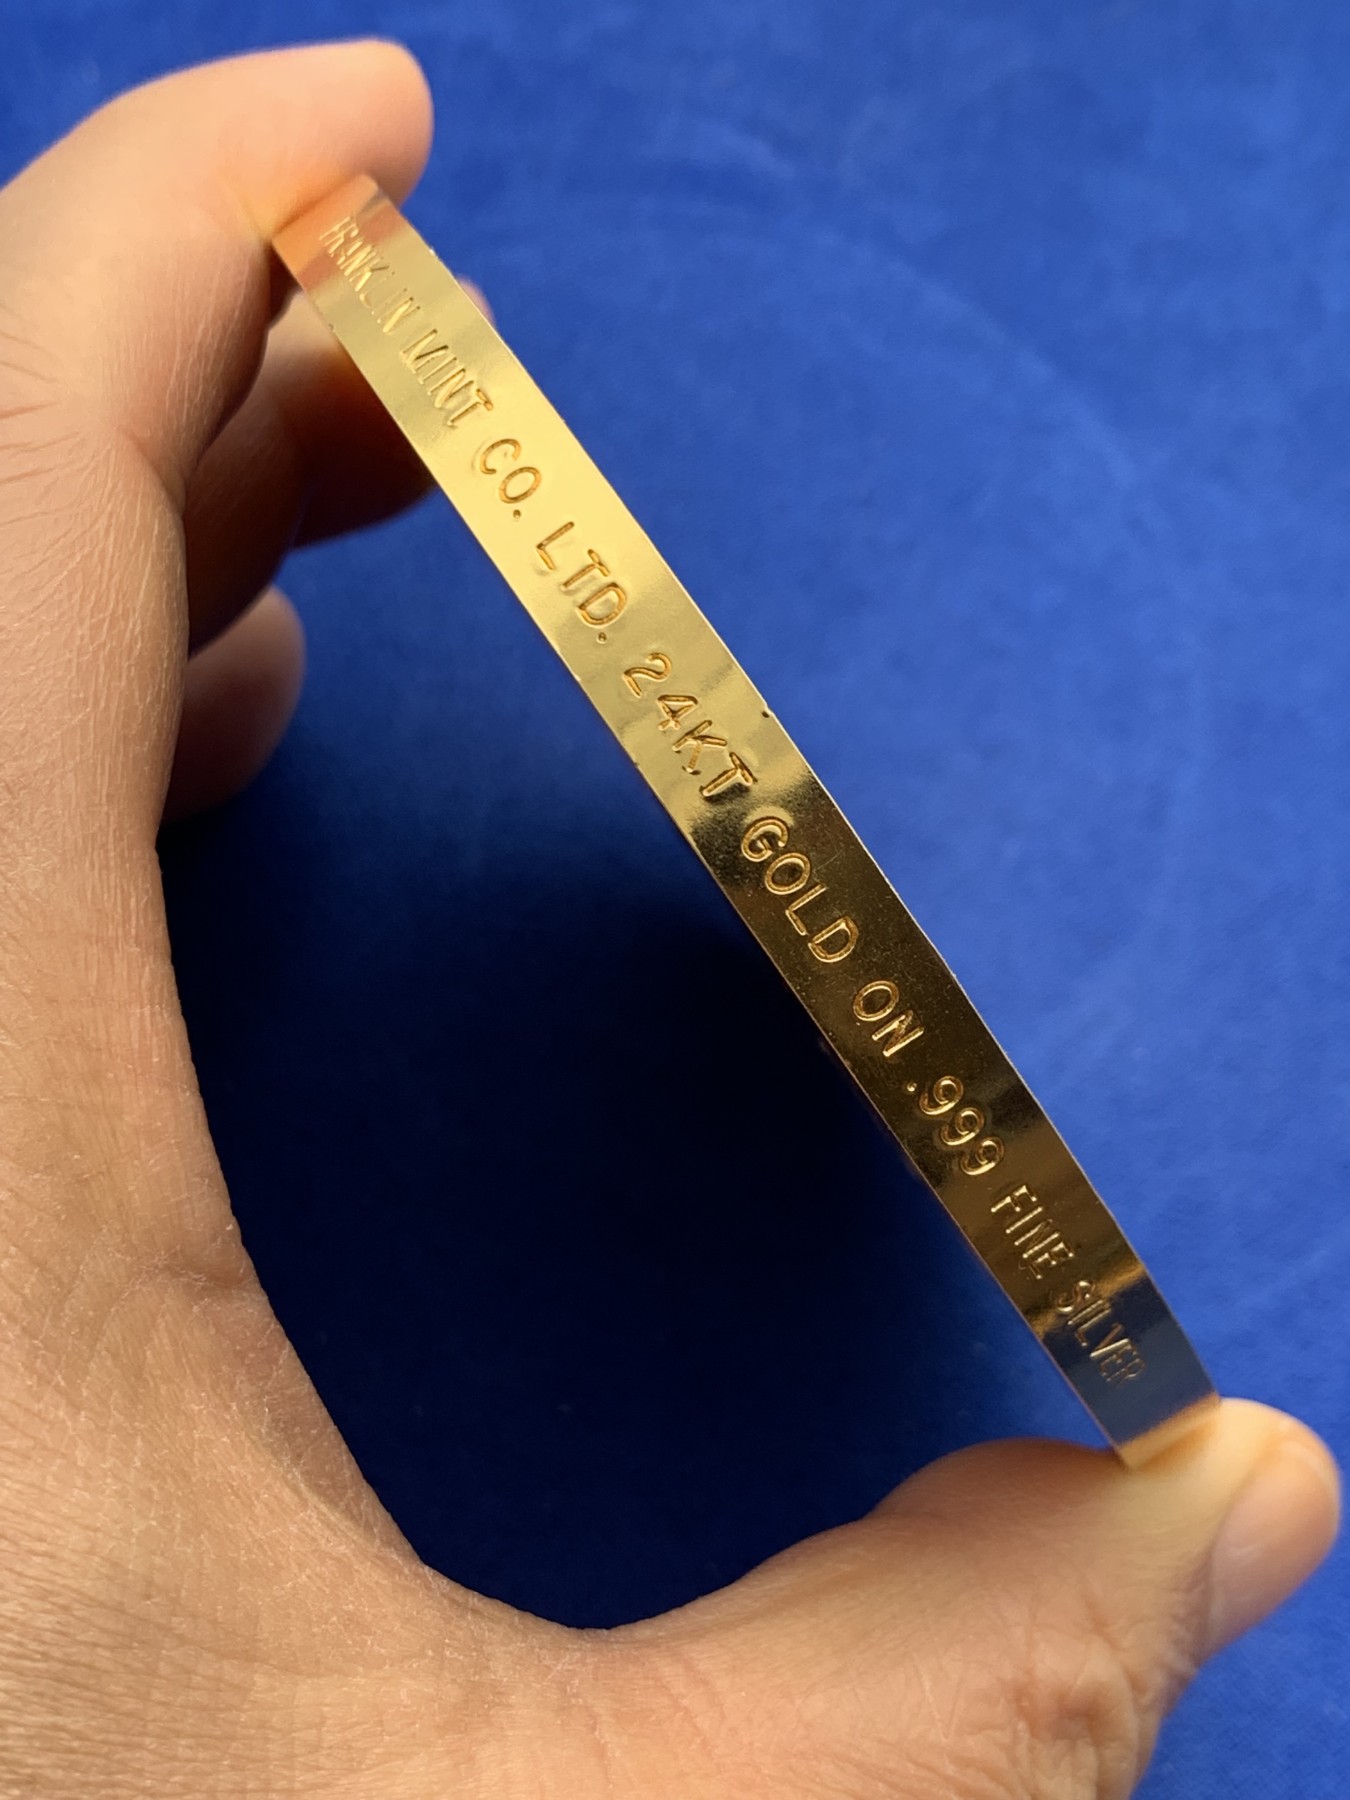 FRANKLIN MINT CO. LTD. 24KT GOLD ON .999 FINE SILVER